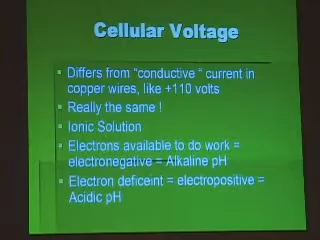 Cellular Voltage
Differs from "conductive " current in
copper wires, like +110 volts
Really the same !
Ionic Solution
Electrons available to do work =
electronegative = Alkaline pH
Electron deficeint = electropositive =
Acidic pH